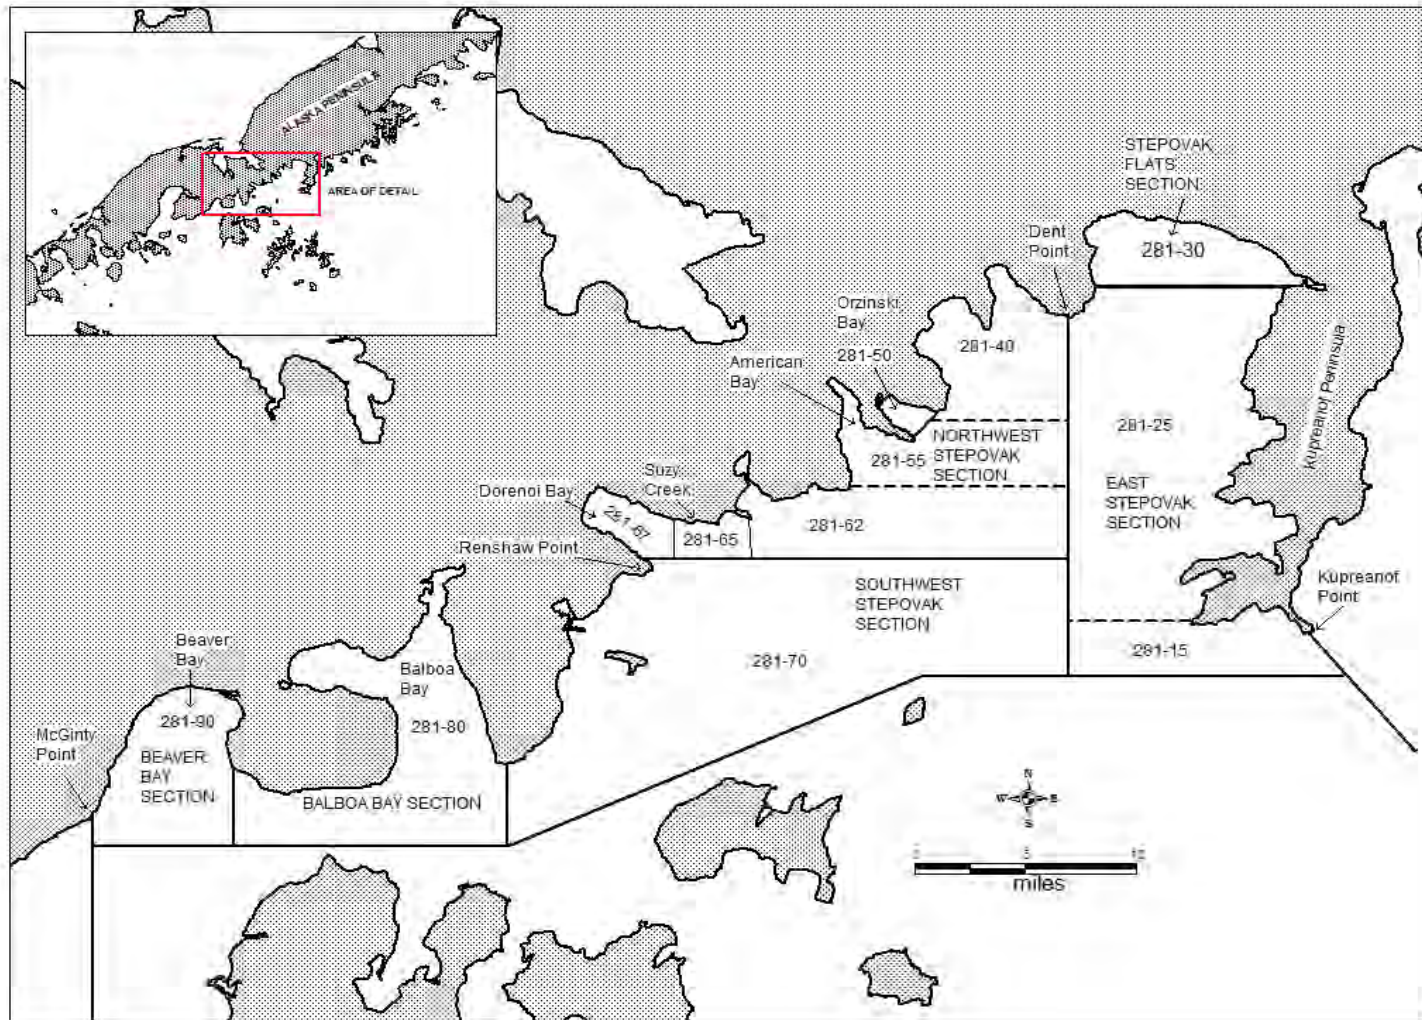 ALASKA PENINSULA
AREA OF DETAIL
STEPOVAK
FLATS
SECTION
281-30
Dent
Point
Orzinski
Bay
281-50
281-40
American
Bay
Kupreanof Peninsula
281-25
NORTHWEST
STEPOVAK
SECTION
281-55
Suzy
Creek
Dorenoi Bay
281-67
281-65
281-62
EAST
STEPOVAK
SECTION
Renshaw Point
SOUTHWEST
STEPOVAK
SECTION
Kupreanof
Point
Beaver
Bay
Balboa
Bay
281-70
281-15
281-90
281-80
McGinty
Point
BEAVER
BAY
SECTION
BALBOA BAY SECTION
N
W
E
S
0 5 10
miles